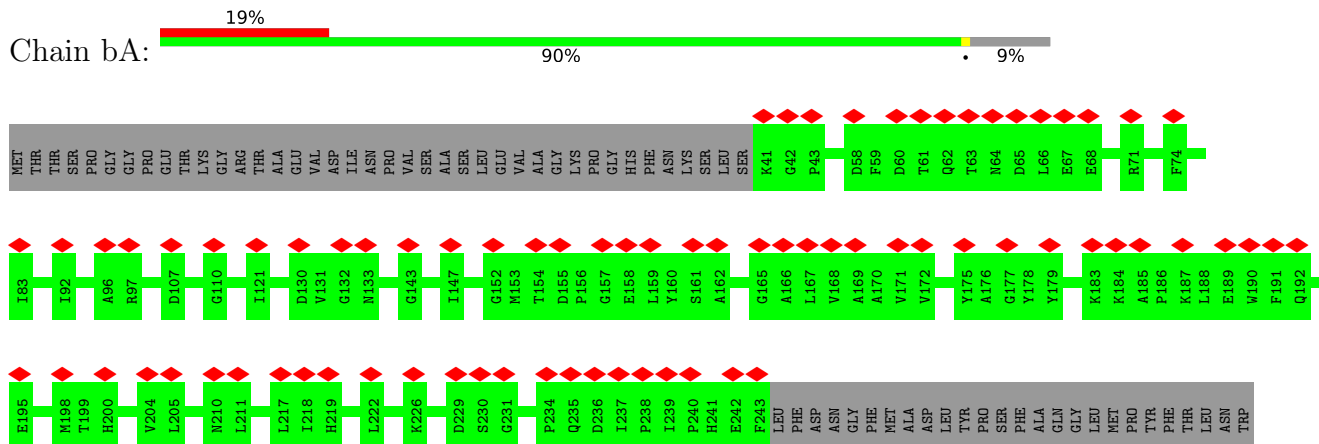 19%
Chain bA:
90% • 9%
MET THR THR SER PRO GLY GLY PRO GLU THR LYS GLY ARG THR ALA GLU VAL ASP ILE ASN PRO VAL SER ALA SER LEU GLU VAL ALA GLY LYS PRO GLY HIS PHE ASN LYS SER LEU SER K41 G42 P43 D58 F59 D60 T61 Q62 T63 N64 D65 L66 E67 E68 R71 F74
I83 I92 A96 R97 D107 G110 I121 D130 V131 G132 N133 G143 I147 G152 M153 T154 D155 P156 G157 E158 L159 Y160 S161 A162 G165 A166 L167 V168 A169 A170 V171 V172 Y175 A176 G177 Y178 Y179 K183 K184 A185 P186 K187 L188 E189 W190 F191 Q192
E195 M198 T199 H200 V204 L205 N210 L211 L217 I218 H219 L222 K226 D229 S230 G231 P234 Q235 D236 I237 P238 I239 P240 H241 E242 F243 LEU PHE ASP ASN GLY PHE MET ALA ASP LEU TYR PRO SER PHE ALA GLN GLY LEU MET PRO TYR PHE THR LEU ASN TRP